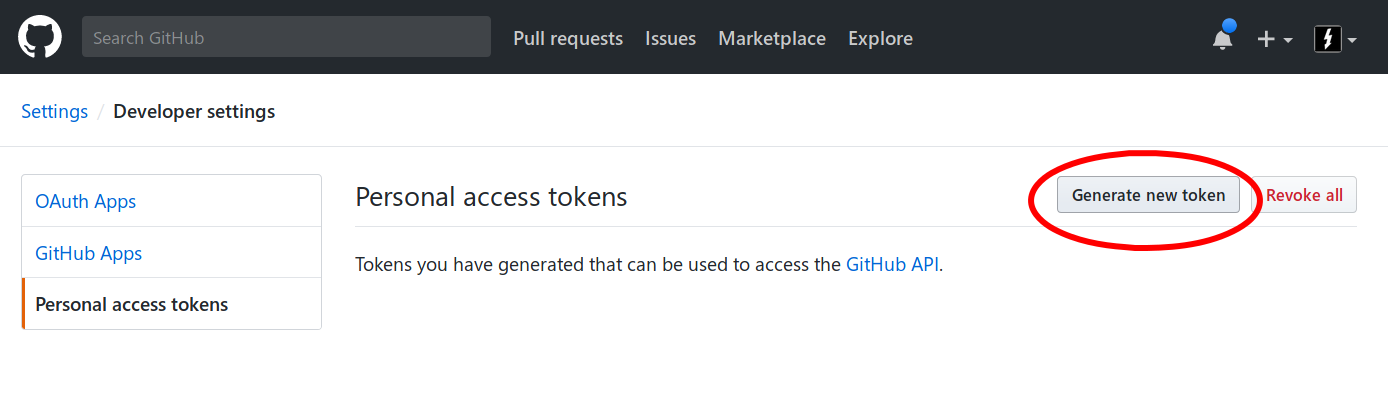 Search GitHub Pull requests Issues Marketplace Explore
Settings / Developer settings
OAuth Apps
GitHub Apps
Personal access tokens
Personal access tokens
Generate new token Revoke all
Tokens you have generated that can be used to access the GitHub API.